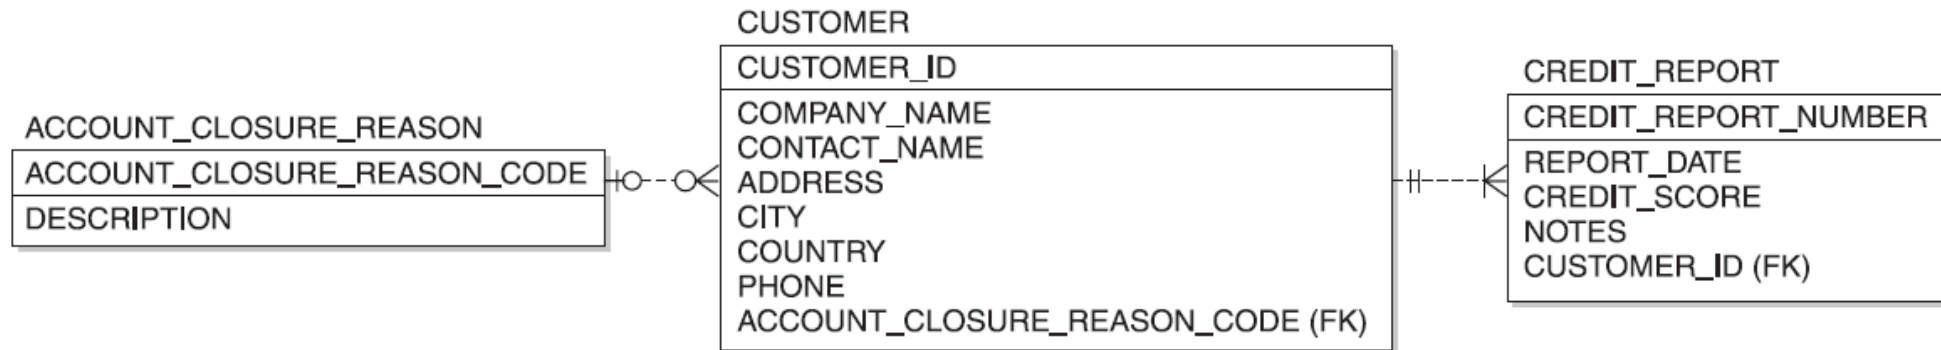 ACCOUNT_CLOSURE_REASON
ACCOUNT_CLOSURE_REASON_CODE
DESCRIPTION
CUSTOMER
CUSTOMER_ID
COMPANY_NAME
CONTACT_NAME
ADDRESS
CITY
COUNTRY
PHONE
ACCOUNT_CLOSURE_REASON_CODE (FK)
CREDIT_REPORT
CREDIT_REPORT_NUMBER
REPORT_DATE
CREDIT_SCORE
NOTES
CUSTOMER_ID (FK)